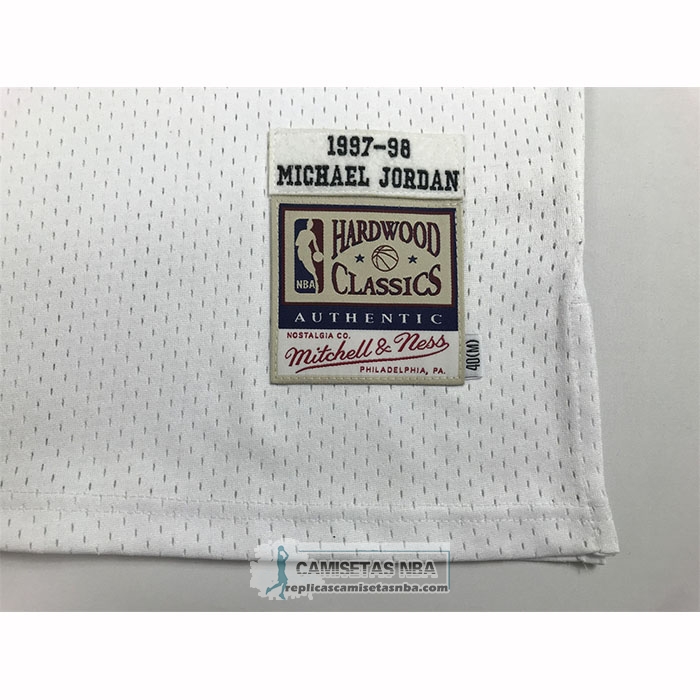 1997-98
MICHAEL JORDAN
HARDWOOD
CLASSICS
NBA
AUTHENTIC
NOSTALGIA CO.
Mitchell & Ness
PHILADELPHIA, PA.
40(M)
CAMISETAS NBA
replicascamisetasnba.com